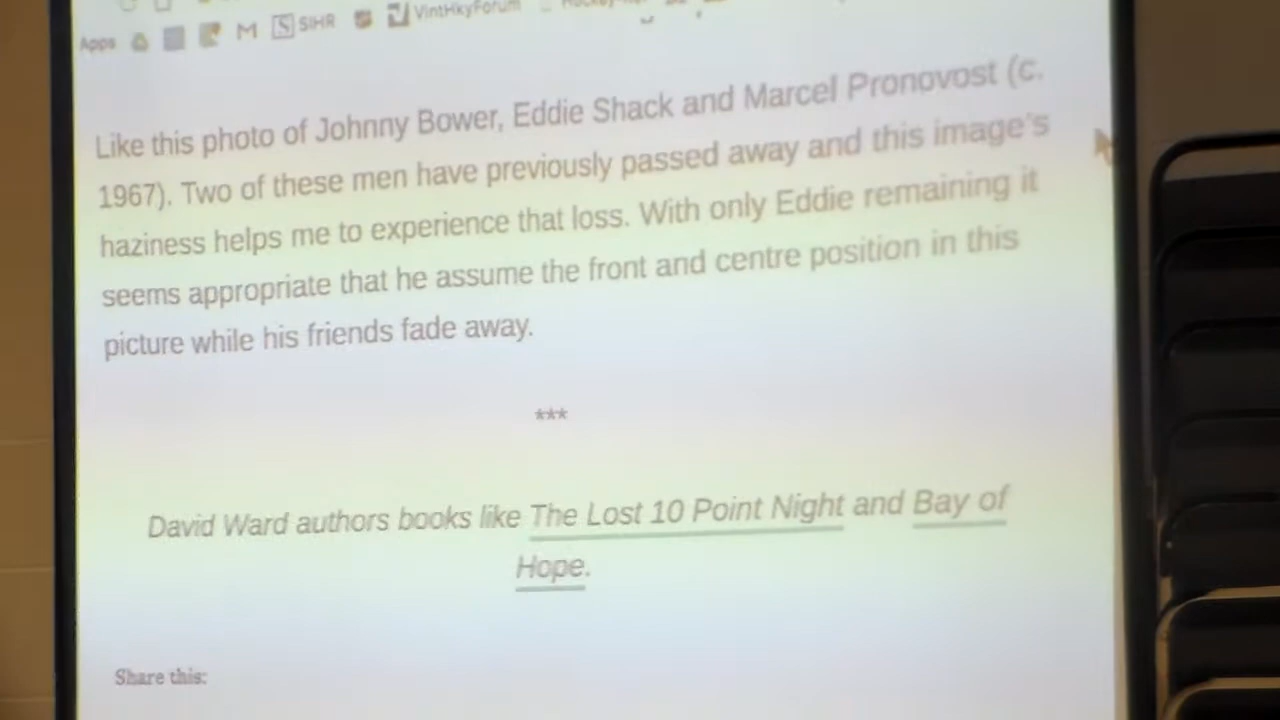 Apps M S SIHR VintHkyForum
Like this photo of Johnny Bower, Eddie Shack and Marcel Pronovost (c.
1967). Two of these men have previously passed away and this image's
haziness helps me to experience that loss. With only Eddie remaining it
seems appropriate that he assume the front and centre position in this
picture while his friends fade away.
***
David Ward authors books like The Lost 10 Point Night and Bay of
Hope.
Share this: